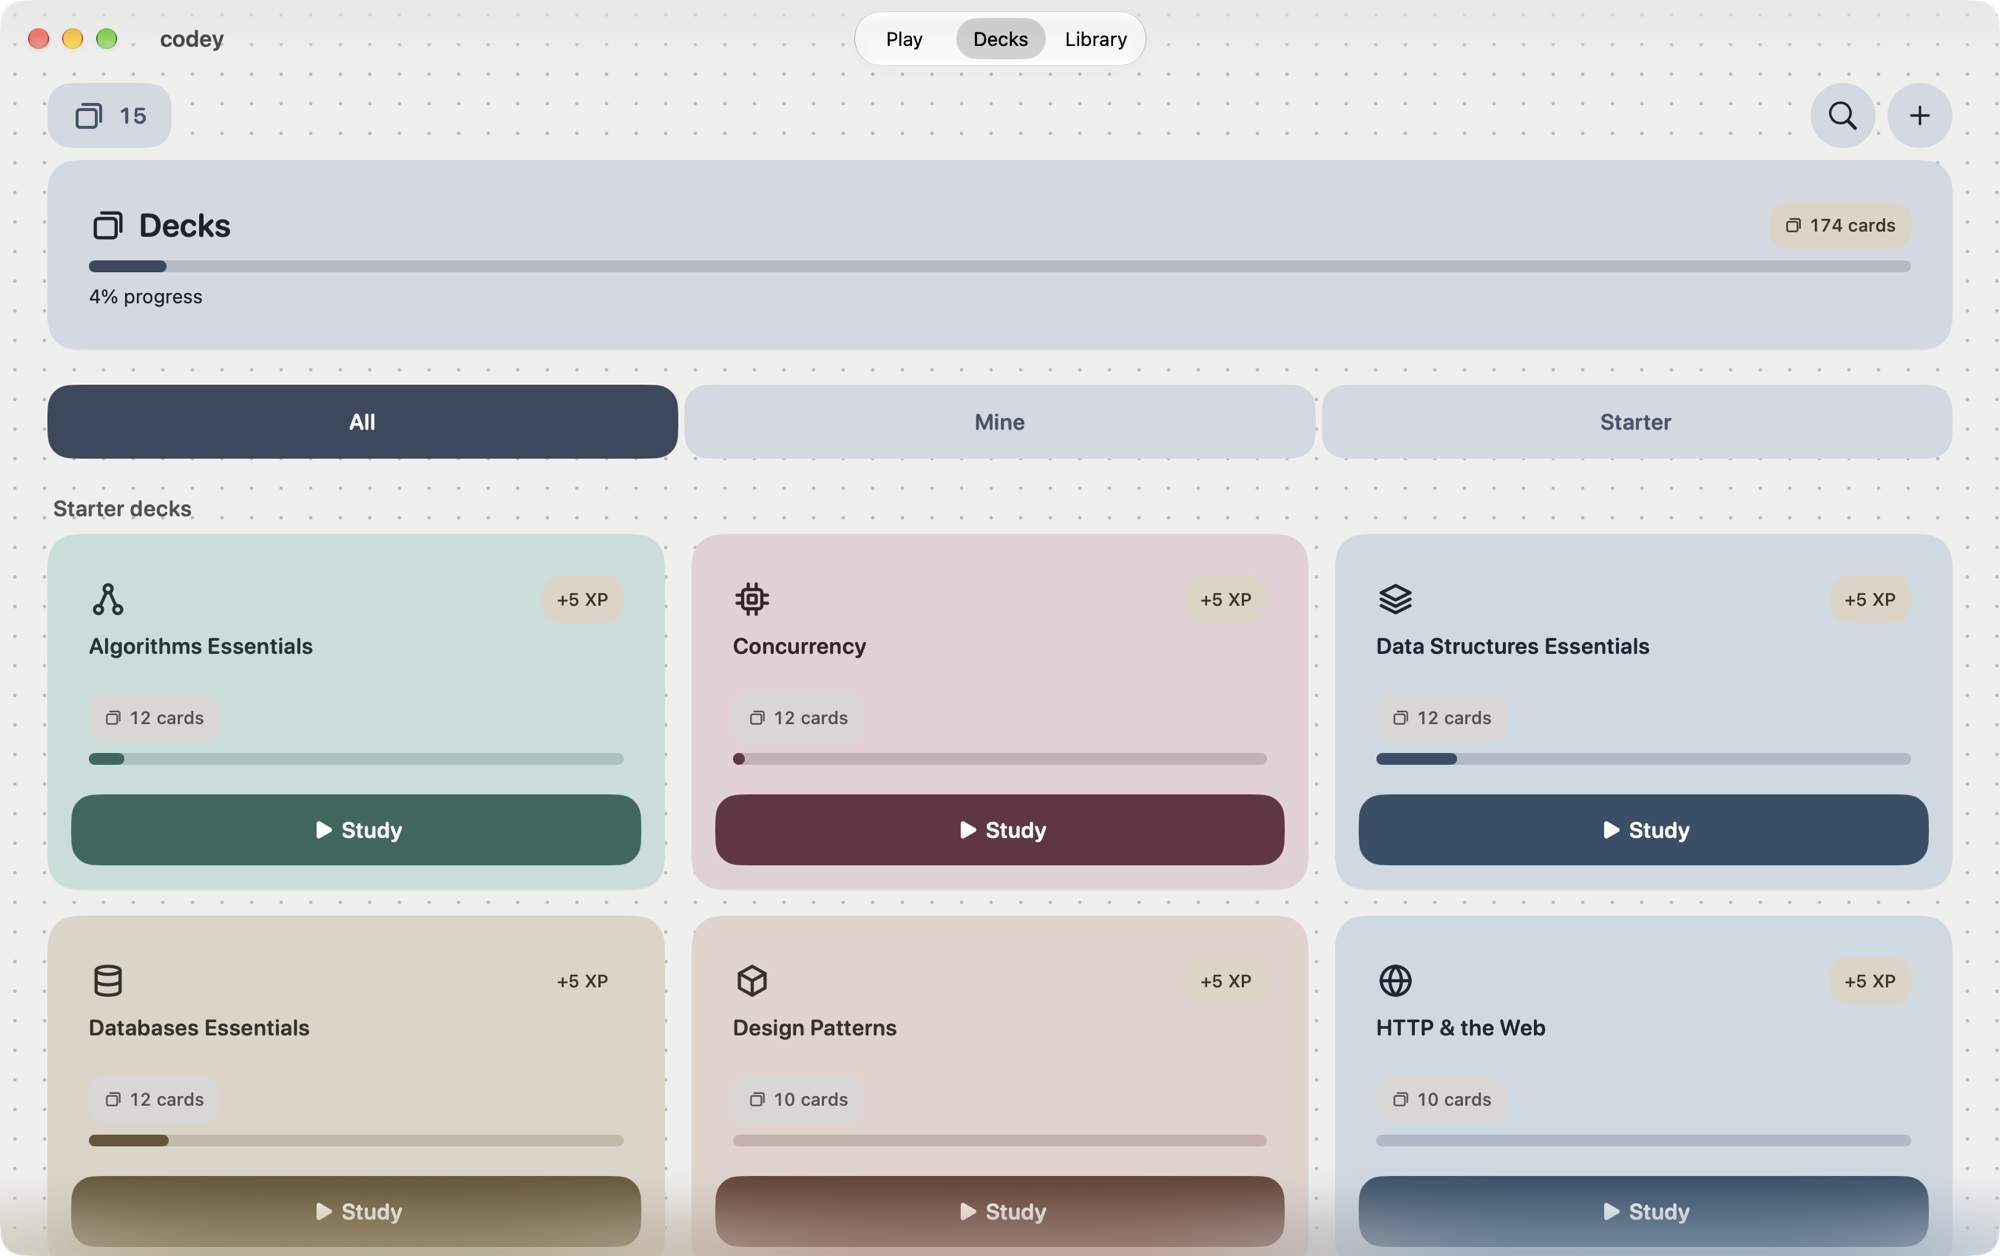 codey
Play Decks Library
15
Decks
174 cards
4% progress
All Mine Starter
Starter decks
+5 XP
Algorithms Essentials
12 cards
Study
+5 XP
Concurrency
12 cards
Study
+5 XP
Data Structures Essentials
12 cards
Study
+5 XP
Databases Essentials
12 cards
Study
+5 XP
Design Patterns
10 cards
Study
+5 XP
HTTP & the Web
10 cards
Study